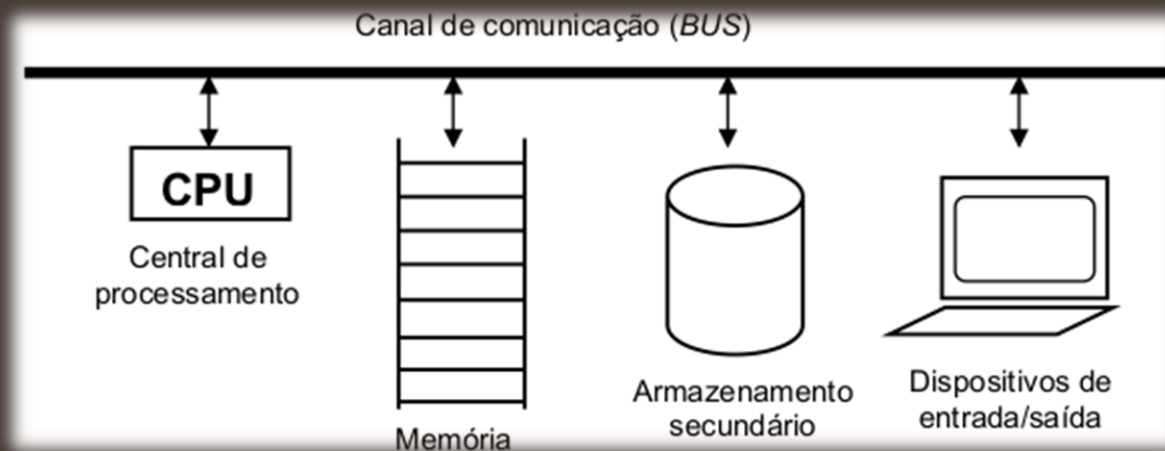 Canal de comunicação (BUS)
CPU
Central de
processamento
Memória
Armazenamento
secundário
Dispositivos de
entrada/saída